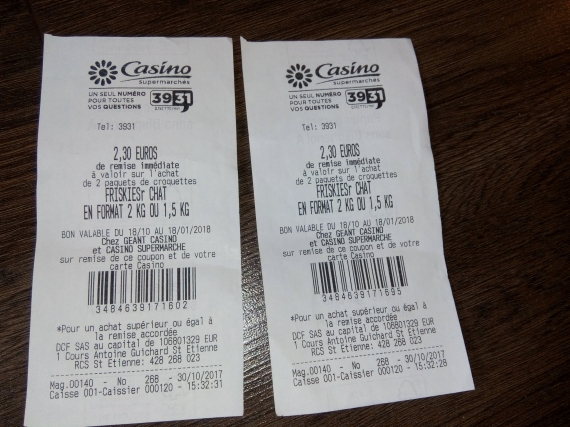 Casino
supermarchés
UN SEUL NUMÉRO
POUR TOUTES
VOS QUESTIONS
3931
Tel: 3931
2,30 EUROS
de remise immédiate
à valoir sur l'achat
de 2 paquets de croquettes
FRISKIESr CHAT
EN FORMAT 2 KG OU 1,5 KG
BON VALABLE DU 18/10 AU 18/01/2018
Chez GEANT CASINO
et CASINO SUPERMARCHE
sur remise de ce coupon et de votre
carte Casino
3484639171602
*Pour un achat supérieur ou égal à
la remise accordée
DCF SAS au capital de 106801329 EUR
1 Cours Antoine Guichard St Etienne
RCS St Etienne: 428 268 023
Mag.00140 - No 268 - 30/10/2017
Caisse 001-Caissier 000120 - 15:32:31
Casino
supermarchés
UN SEUL NUMÉRO
POUR TOUTES
VOS QUESTIONS
3931
Tel: 3931
2,30 EUROS
de remise immédiate
à valoir sur l'achat
de 2 paquets de croquettes
FRISKIESr CHAT
EN FORMAT 2 KG OU 1,5 KG
BON VALABLE DU 18/10 AU 18/01/2018
Chez GEANT CASINO
et CASINO SUPERMARCHE
sur remise de ce coupon et de votre
carte Casino
3484639171695
*Pour un achat supérieur ou égal à
la remise accordée
DCF SAS au capital de 106801329 EUR
1 Cours Antoine Guichard St Etienne
RCS St Etienne: 428 268 023
Mag.00140 - No 268 - 30/10/2017
Caisse 001-Caissier 000120 - 15:32:26